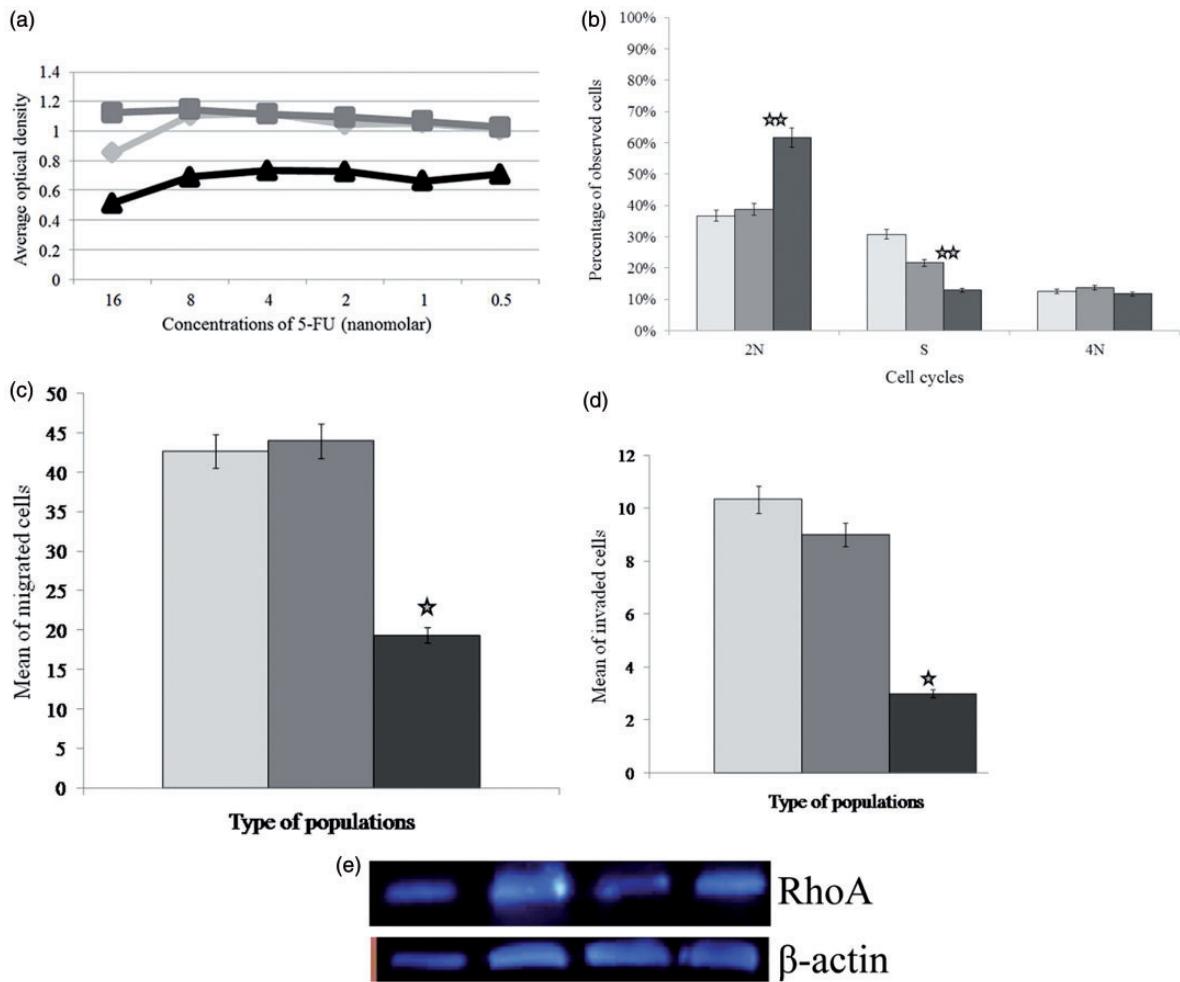 (a)
1.4
1.2
1
0.8
0.6
0.4
0.2
0
Average optical density
16 8 4 2 1 0.5
Concentrations of 5-FU (nanomolar)
(b)
100%
90%
80%
70%
60%
50%
40%
30%
20%
10%
0%
Percentage of observed cells
2N S 4N
Cell cycles
(c)
50
45
40
35
30
25
20
15
10
5
0
Mean of migrated cells
Type of populations
(d)
12
10
8
6
4
2
0
Mean of invaded cells
Type of populations
(e)
RhoA
β-actin